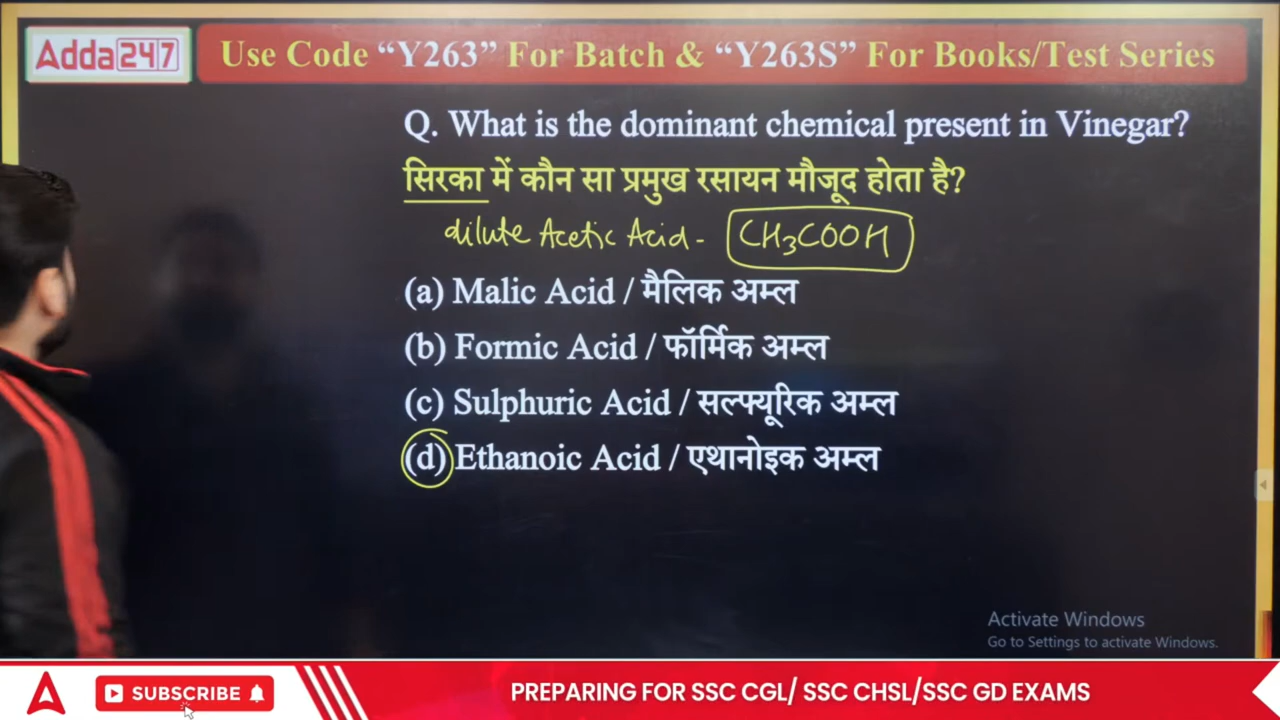 Adda247
Use Code “Y263” For Batch & “Y263S” For Books/Test Series
Q. What is the dominant chemical present in Vinegar?
सिरका में कौन सा प्रमुख रसायन मौजूद होता है?
dilute Acetic Acid - CH₃COOH
(a) Malic Acid / मैलिक अम्ल
(b) Formic Acid / फॉर्मिक अम्ल
(c) Sulphuric Acid / सल्फ्यूरिक अम्ल
(d) Ethanoic Acid / एथानोइक अम्ल
Activate Windows
Go to Settings to activate Windows.
SUBSCRIBE
PREPARING FOR SSC CGL/ SSC CHSL/SSC GD EXAMS